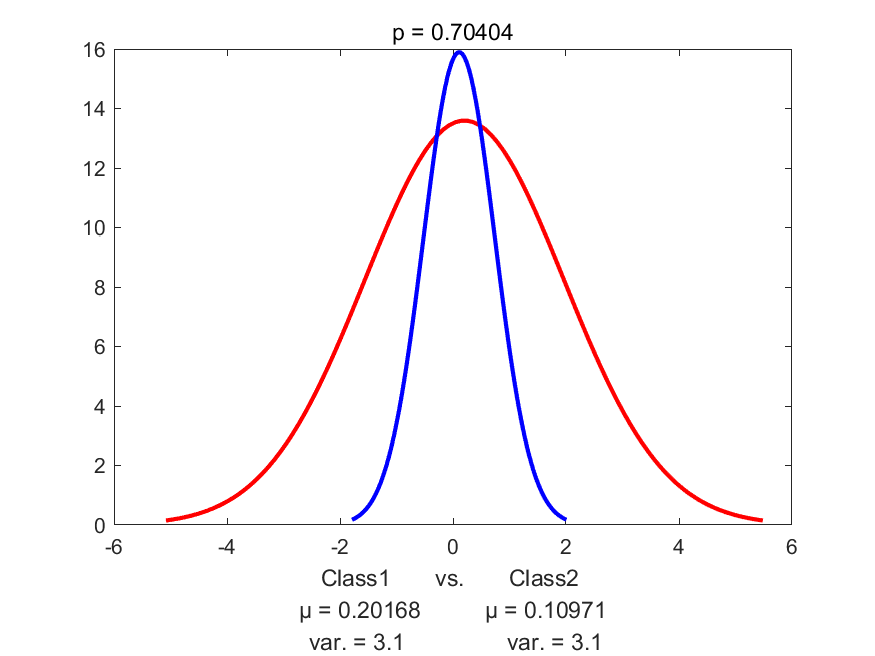 p = 0.70404
16
14
12
10
8
6
4
2
0
-6 -4 -2 0 2 4 6
Class1 vs. Class2
μ = 0.20168 μ = 0.10971
var. = 3.1 var. = 3.1